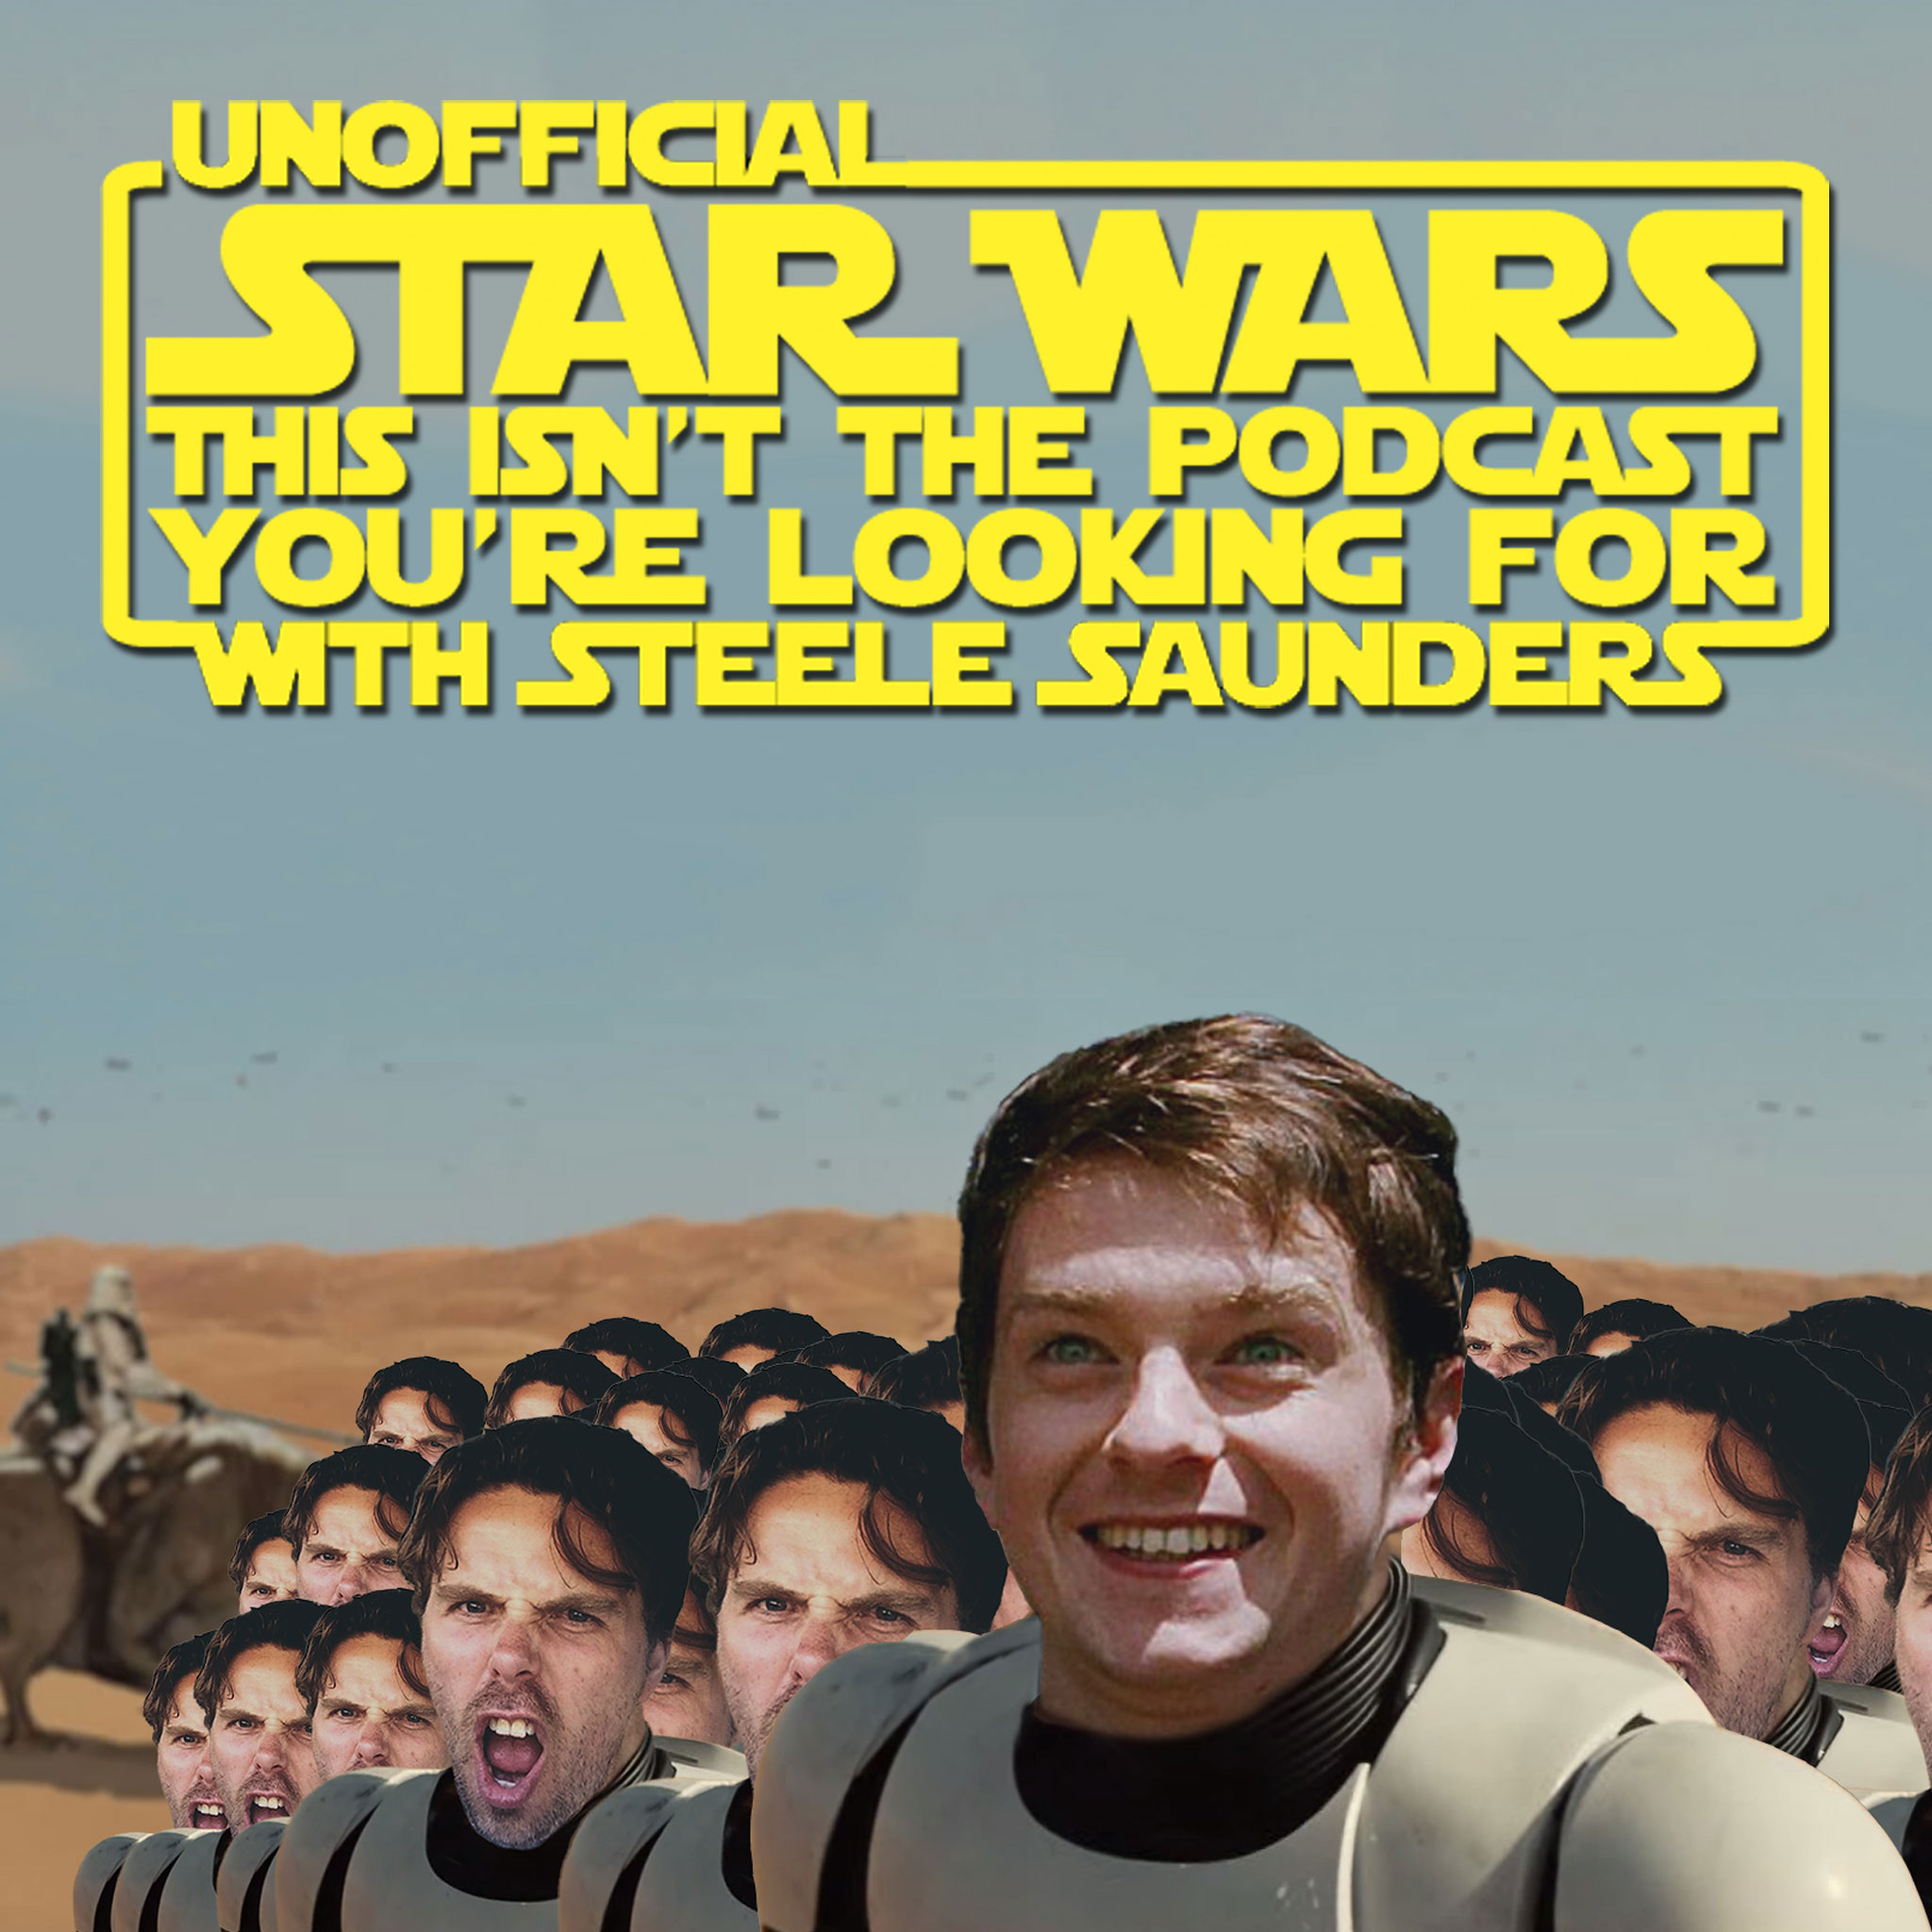 UNOFFICIAL
STAR WARS
THIS ISN'T THE PODCAST
YOU'RE LOOKING FOR
WITH STEELE SAUNDERS